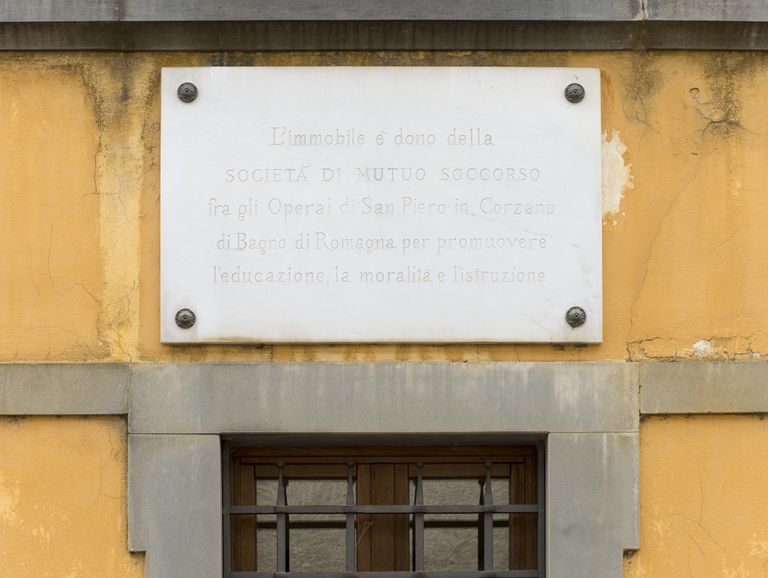 L'immobile è dono della
SOCIETÀ DI MUTUO SOCCORSO
fra gli Operai di San Piero in Corzano
di Bagno di Romagna per promuovere
l'educazione, la moralità e l'istruzione